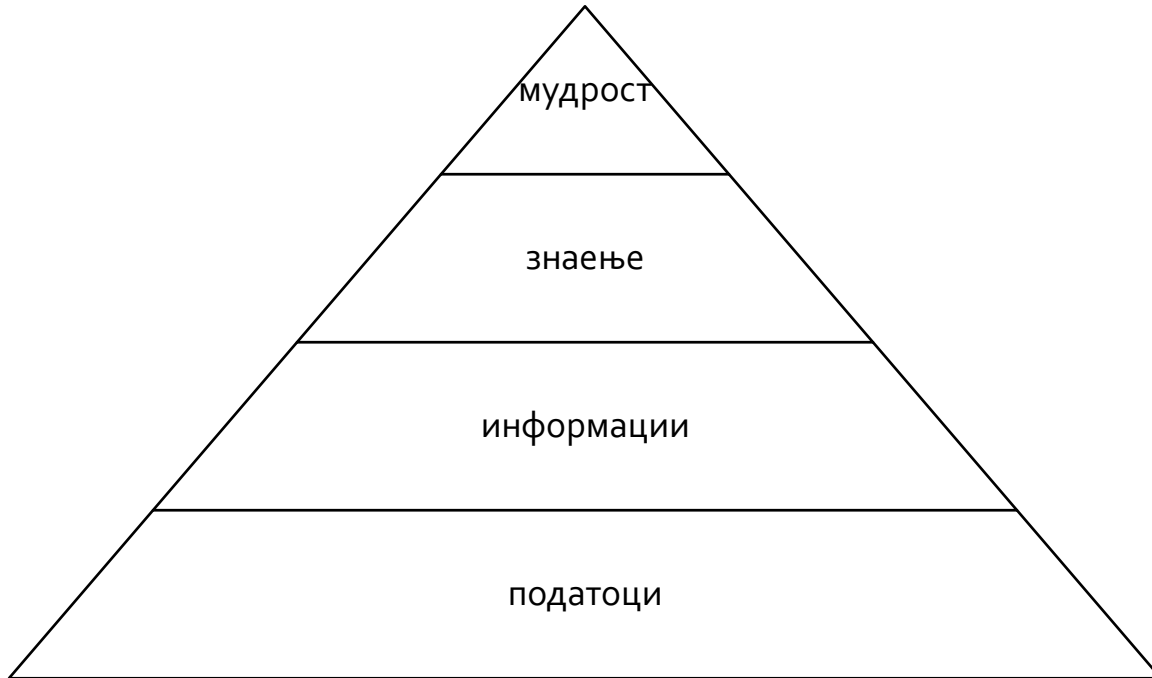 мудрост
знаење
информации
податоци